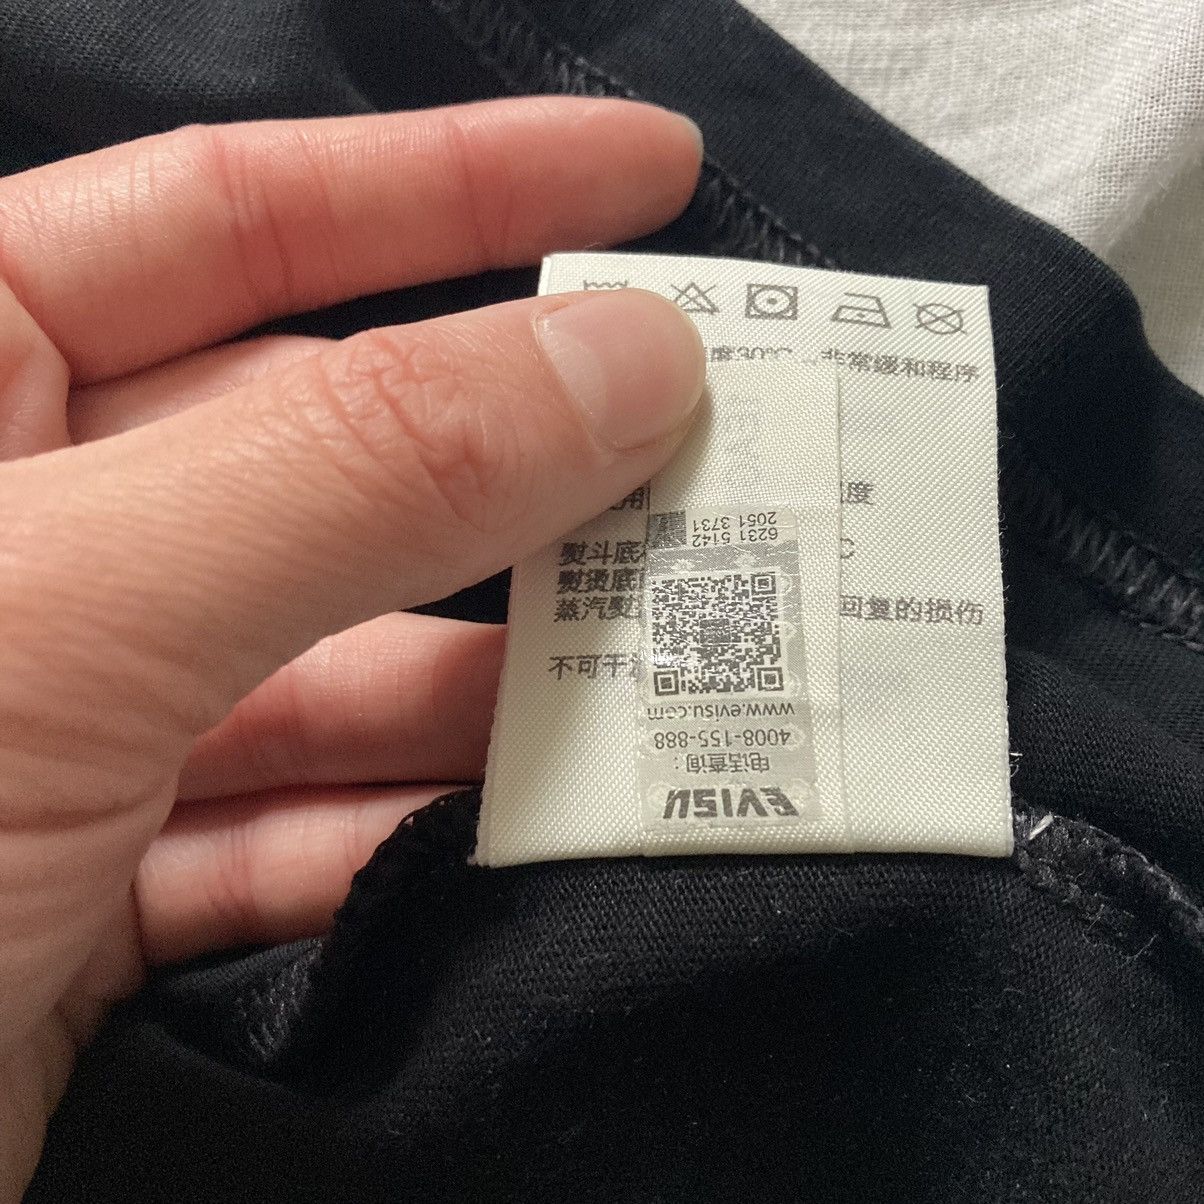 度30℃ 非常缓和程序
用
度
熨斗底
C
熨烫底
蒸汽熨
回复的损伤
不可干
EVISU
电话查询：
4008-155-888
www.evisu.com
6231 5142
2051 3731